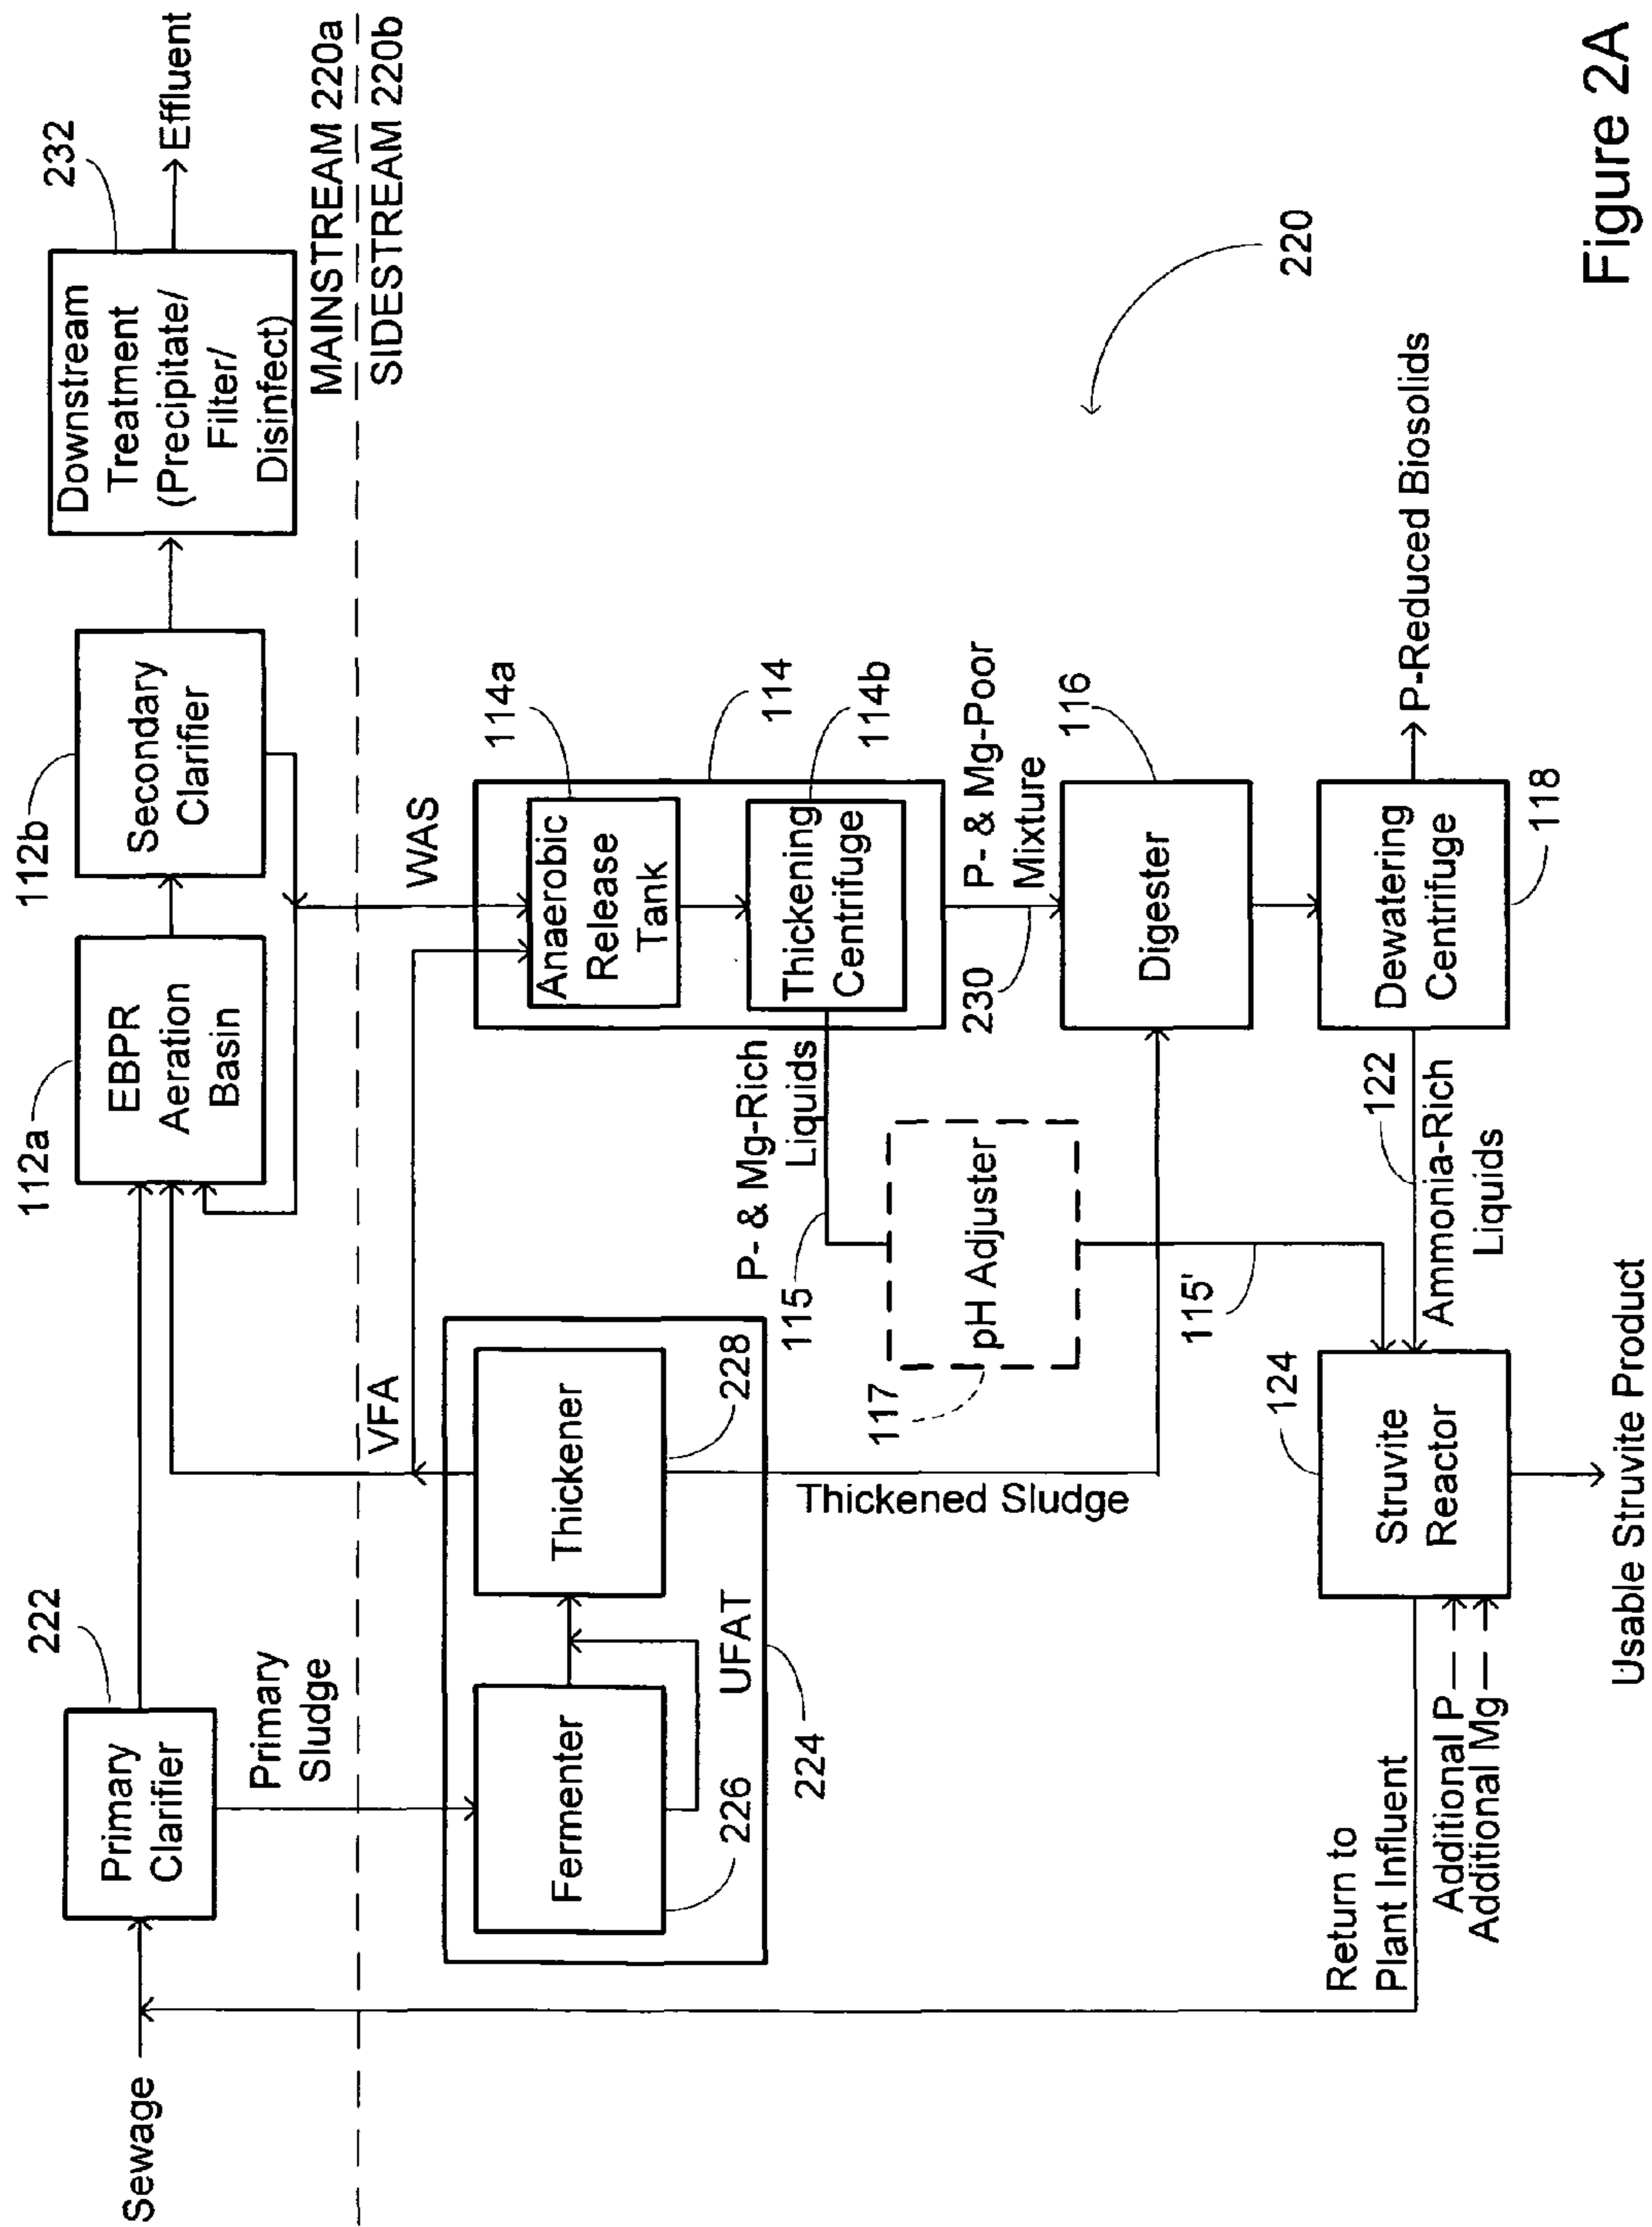 Sewage
222
Primary
Clarifier
Primary
Sludge
112a
EBPR
Aeration
Basin
112b
Secondary
Clarifier
232
Downstream
Treatment
(Precipitate/
Filter/
Disinfect)
Effluent
MAINSTREAM 220a
SIDESTREAM 220b
VFA
WAS
Fermenter
226
Thickener
228
UFAT
224
Thickened Sludge
114a
Anaerobic
Release
Tank
114
Thickening
Centrifuge
114b
P- & Mg-Rich
Liquids
115
P- & Mg-Poor
Mixture
230
117
pH Adjuster
115'
116
Digester
220
Dewatering
Centrifuge
118
P-Reduced Biosolids
122
Ammonia-Rich
Liquids
124
Struvite
Reactor
Return to
Plant Influent
Additional P
Additional Mg
Usable Struvite Product
Figure 2A